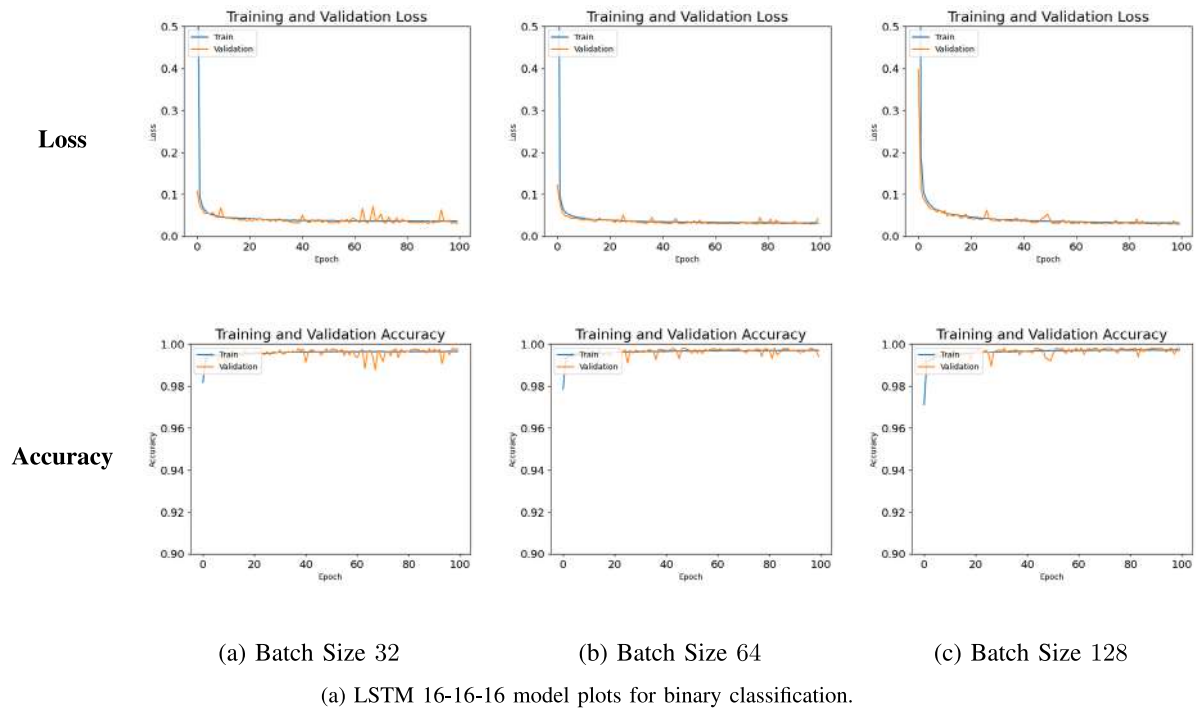 Training and Validation Loss
Training and Validation Loss
Training and Validation Loss
0.5
0.4
0.3
0.2
0.1
0.0
Loss
Train
Validation
0 20 40 60 80 100
Epoch
0.5
0.4
0.3
0.2
0.1
0.0
Loss
Train
Validation
0 20 40 60 80 100
Epoch
0.5
0.4
0.3
0.2
0.1
0.0
Loss
Train
Validation
0 20 40 60 80 100
Epoch
Loss
Training and Validation Accuracy
Training and Validation Accuracy
Training and Validation Accuracy
1.00
0.98
0.96
0.94
0.92
0.90
Accuracy
Train
Validation
0 20 40 60 80 100
Epoch
1.00
0.98
0.96
0.94
0.92
0.90
Accuracy
Train
Validation
0 20 40 60 80 100
Epoch
1.00
0.98
0.96
0.94
0.92
0.90
Accuracy
Train
Validation
0 20 40 60 80 100
Epoch
Accuracy
(a) Batch Size 32
(b) Batch Size 64
(c) Batch Size 128
(a) LSTM 16-16-16 model plots for binary classification.